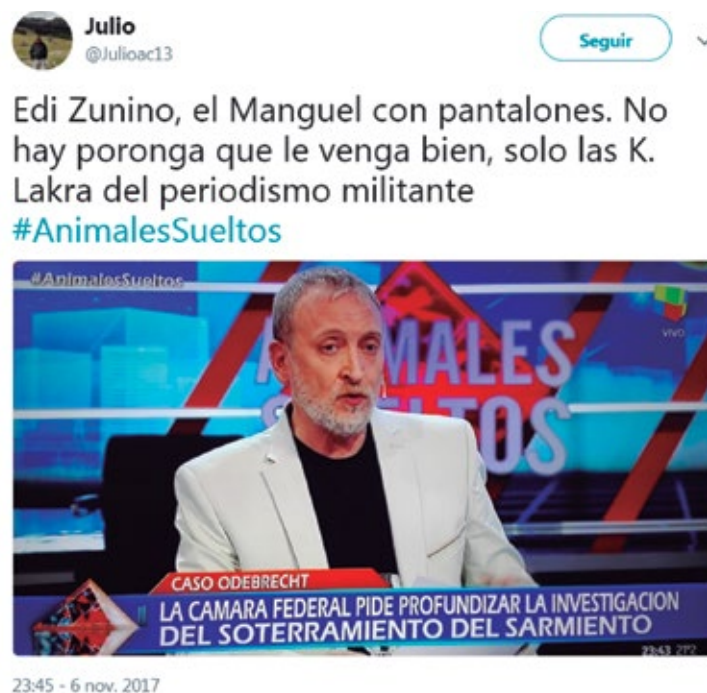 Julio
@Julioac13
Seguir
Edi Zunino, el Manguel con pantalones. No
hay poronga que le venga bien, solo las K.
Lakra del periodismo militante
#AnimalesSueltos
#AnimalesSueltos
VIVO
ANIMALES
SUELTOS
CASO ODEBRECHT
LA CAMARA FEDERAL PIDE PROFUNDIZAR LA INVESTIGACION
DEL SOTERRAMIENTO DEL SARMIENTO
23:43 27º2
23:45 - 6 nov. 2017